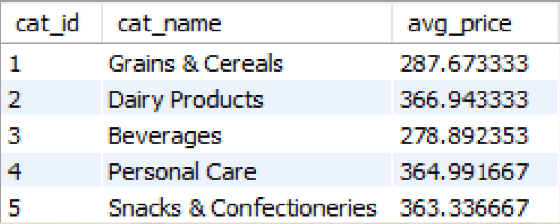 cat_id cat_name avg_price
1 Grains & Cereals 287.673333
2 Dairy Products 366.943333
3 Beverages 278.892353
4 Personal Care 364.991667
5 Snacks & Confectioneries 363.336667